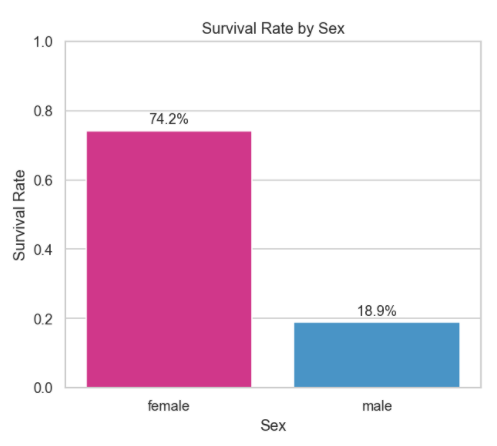 Survival Rate by Sex
1.0
0.8
0.6
0.4
0.2
0.0
Survival Rate
74.2%
18.9%
female
male
Sex